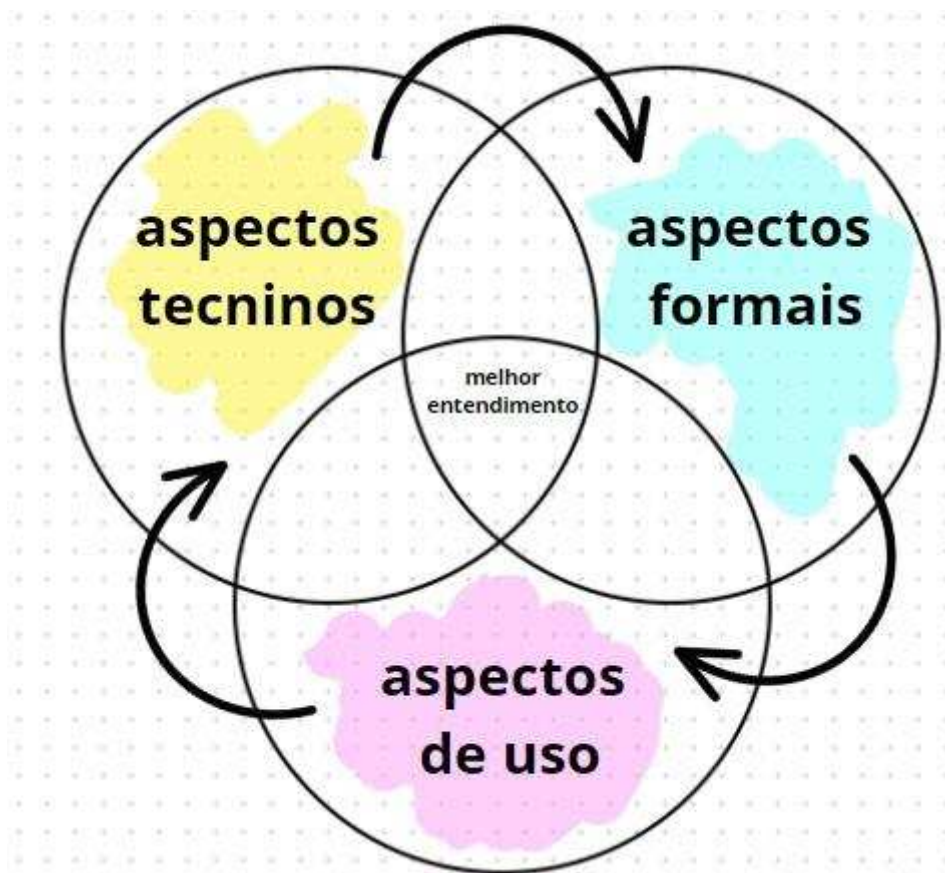 aspectos
tecninos
aspectos
formais
melhor
entendimento
aspectos
de uso